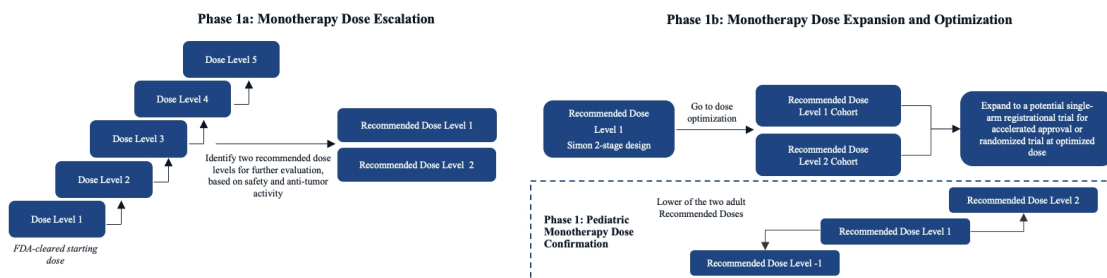 Phase 1a: Monotherapy Dose Escalation
Dose Level 5
Dose Level 4
Dose Level 3
Dose Level 2
Dose Level 1
FDA-cleared starting
dose
Identify two recommended dose
levels for further evaluation,
based on safety and anti-tumor
activity
Recommended Dose Level 1
Recommended Dose Level 2
Phase 1b: Monotherapy Dose Expansion and Optimization
Recommended Dose
Level 1
Simon 2-stage design
Go to dose
optimization
Recommended Dose
Level 1 Cohort
Recommended Dose
Level 2 Cohort
Expand to a potential single-
arm registrational trial for
accelerated approval or
randomized trial at optimized
dose
Phase 1: Pediatric
Monotherapy Dose
Confirmation
Lower of the two adult
Recommended Doses
Recommended Dose Level 2
Recommended Dose Level 1
Recommended Dose Level -1